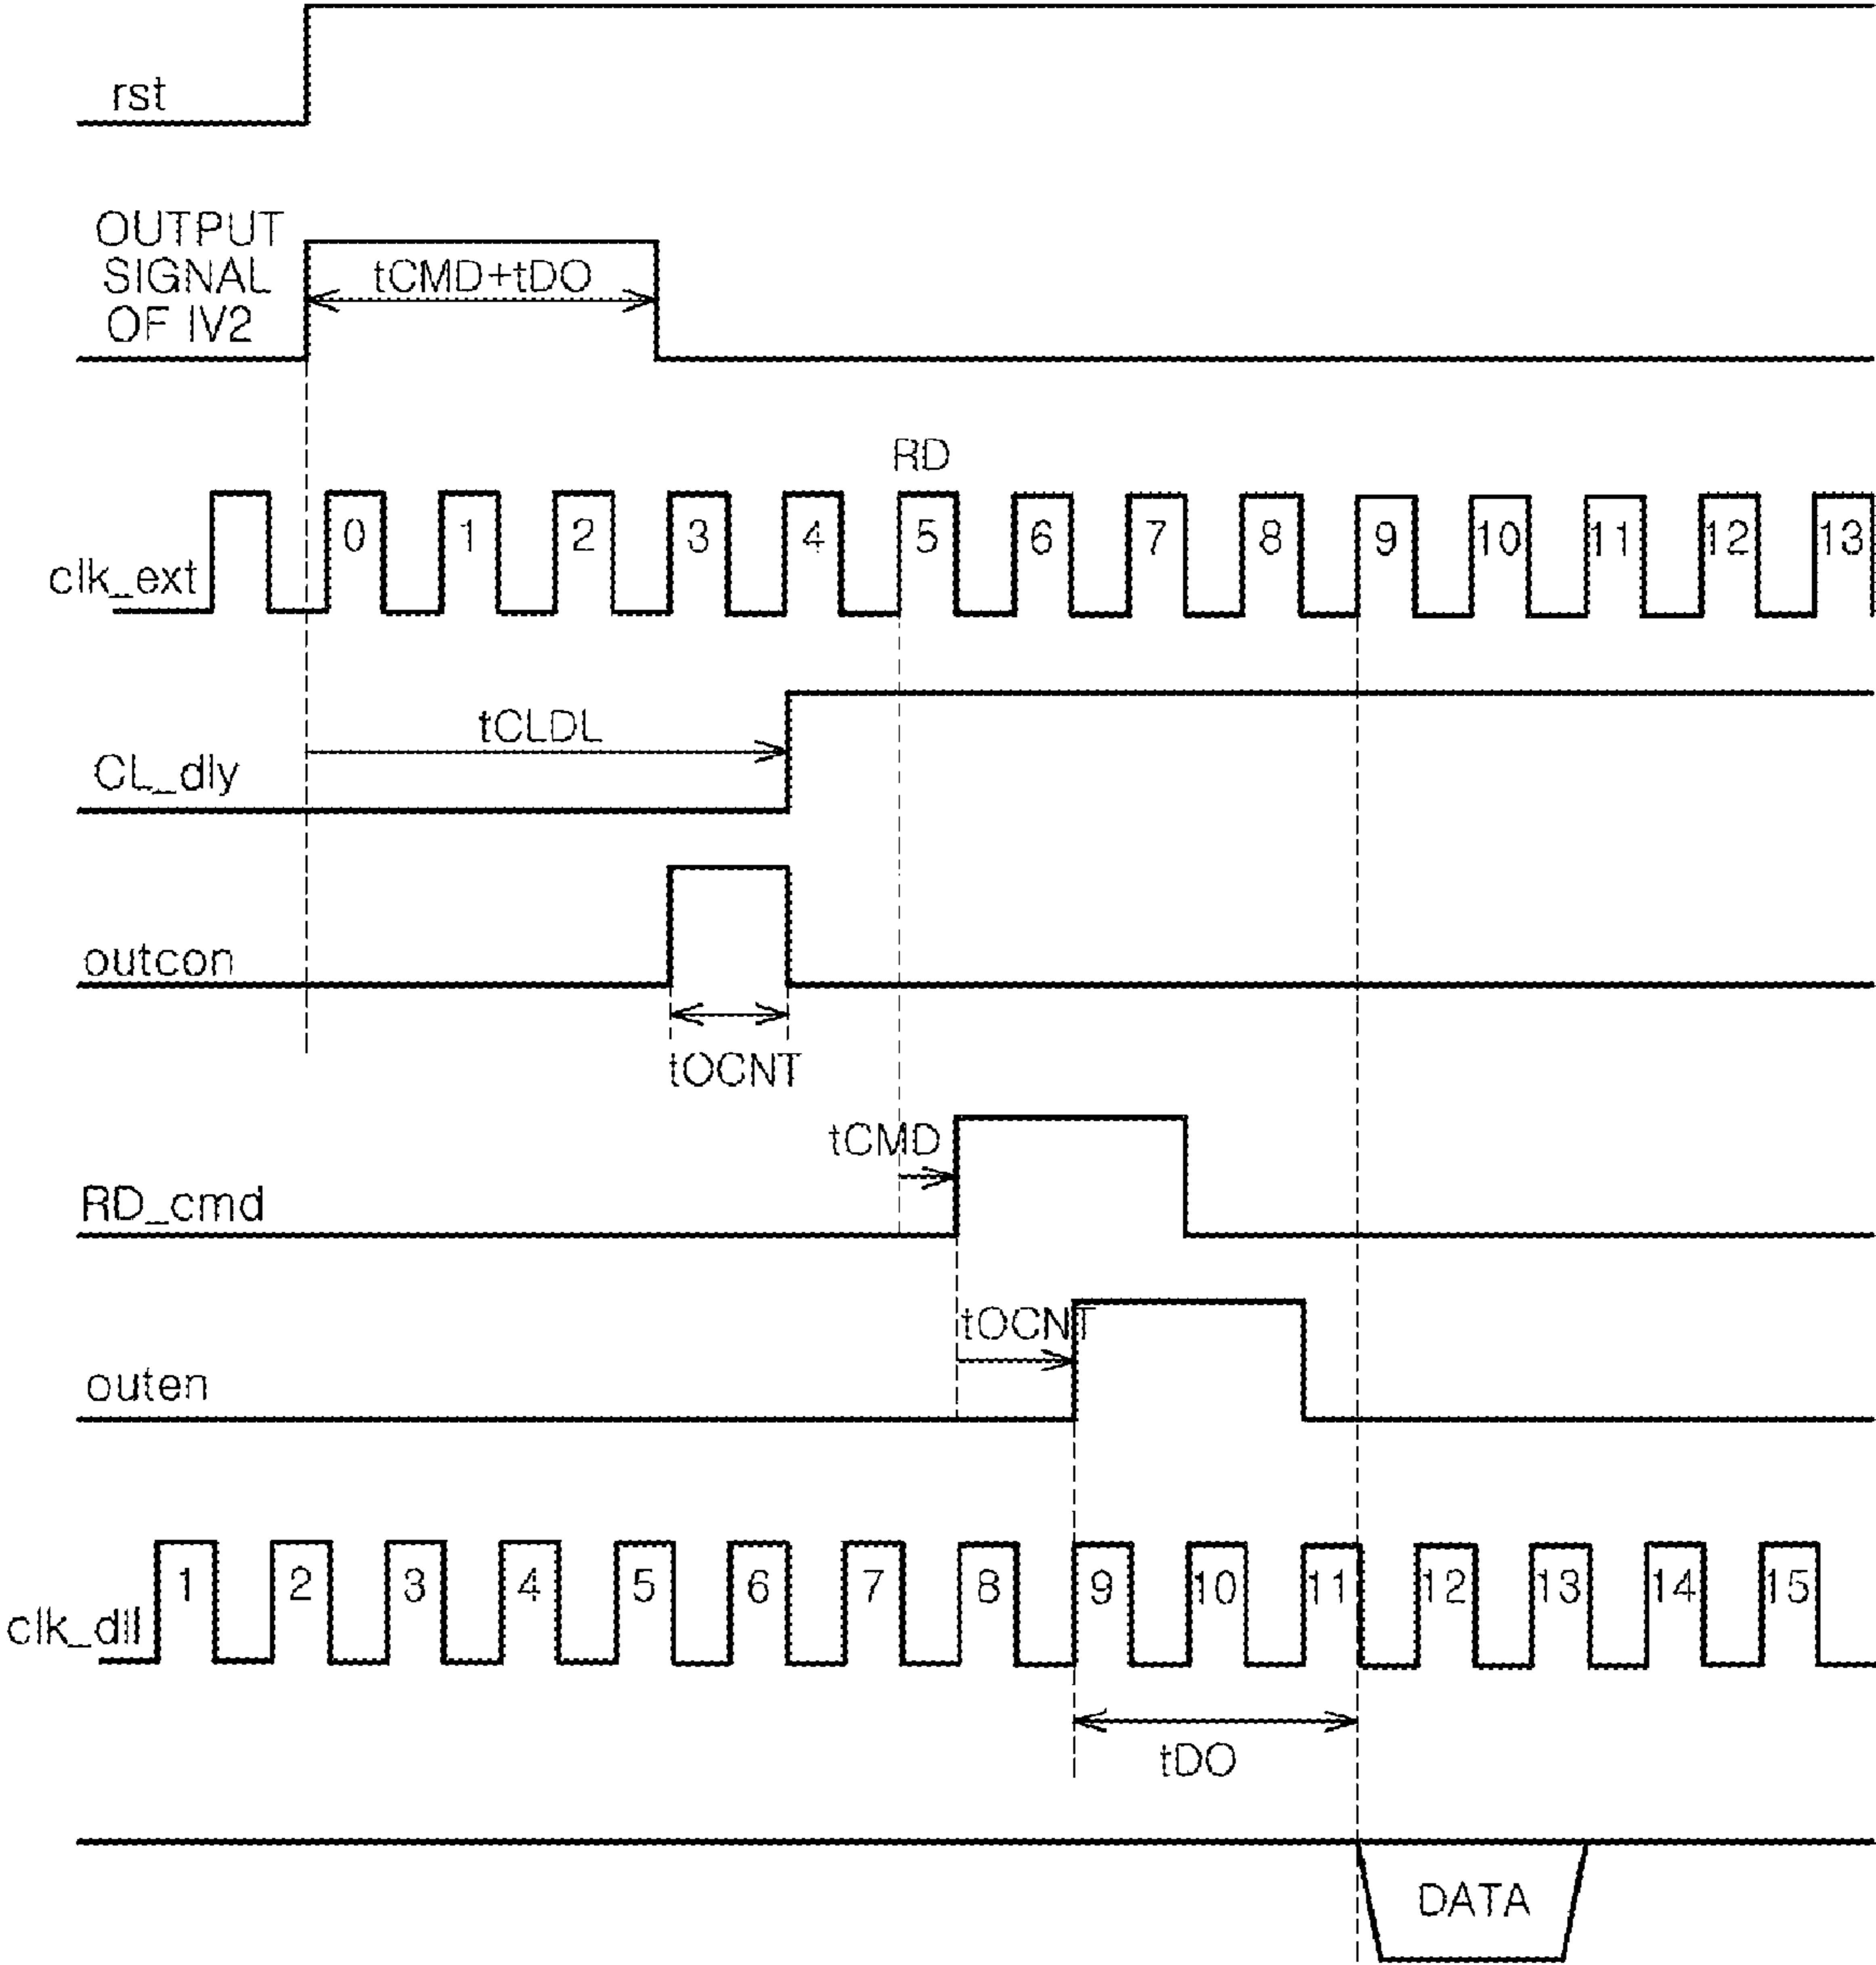 rst
OUTPUT
SIGNAL
OF IV2
tCMD+tDO
RD
clk_ext
0 1 2 3 4 5 6 7 8 9 10 11 12 13
tCLDL
CL_dly
outcon
tOCNT
tCMD
RD_cmd
tOCNT
outen
1 2 3 4 5 6 7 8 9 10 11 12 13 14 15
clk_dll
tDO
DATA